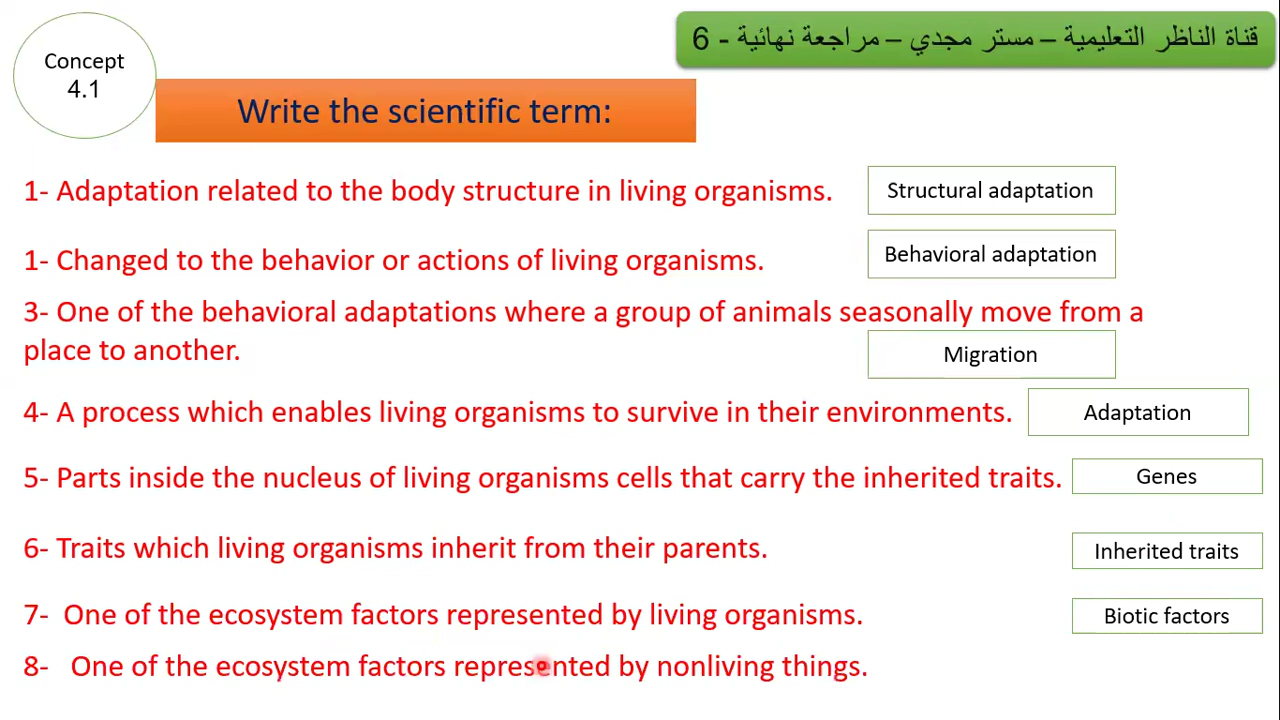 Concept
4.1
قناة الناظر التعليمية – مستر مجدي – مراجعة نهائية - 6
Write the scientific term:
1- Adaptation related to the body structure in living organisms.
Structural adaptation
1- Changed to the behavior or actions of living organisms.
Behavioral adaptation
3- One of the behavioral adaptations where a group of animals seasonally move from a
place to another.
Migration
4- A process which enables living organisms to survive in their environments.
Adaptation
5- Parts inside the nucleus of living organisms cells that carry the inherited traits.
Genes
6- Traits which living organisms inherit from their parents.
Inherited traits
7- One of the ecosystem factors represented by living organisms.
Biotic factors
8- One of the ecosystem factors represented by nonliving things.